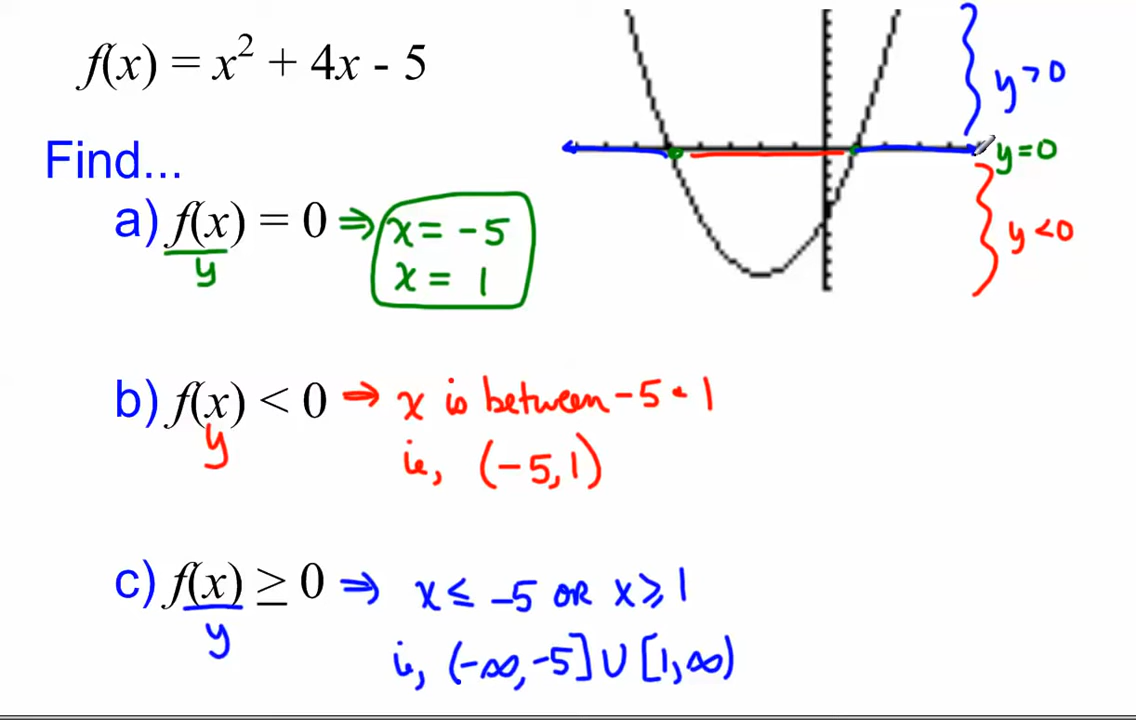 f(x) = x² + 4x - 5
y > 0
Find...
y = 0
a) f(x) = 0 ⇒ x = -5
y
x = 1
y < 0
b) f(x) < 0 ⇒ x is between -5 & 1
y
ie, (-5, 1)
c) f(x) ≥ 0 ⇒ x ≤ -5 OR x ≥ 1
y
ie, (-∞, -5] ∪ [1, ∞)